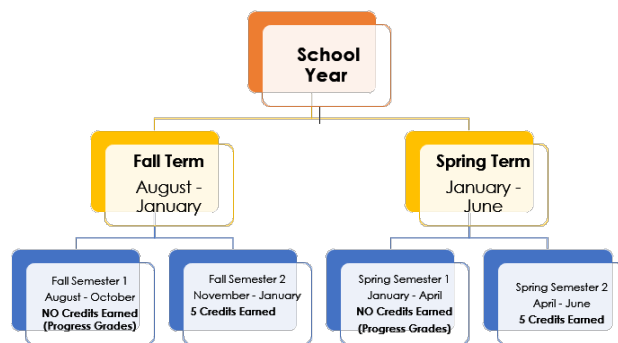 School
Year
Fall Term
August -
January
Spring Term
January -
June
Fall Semester 1
August - October
NO Credits Earned
(Progress Grades)
Fall Semester 2
November - January
5 Credits Earned
Spring Semester 1
January - April
NO Credits Earned
(Progress Grades)
Spring Semester 2
April - June
5 Credits Earned